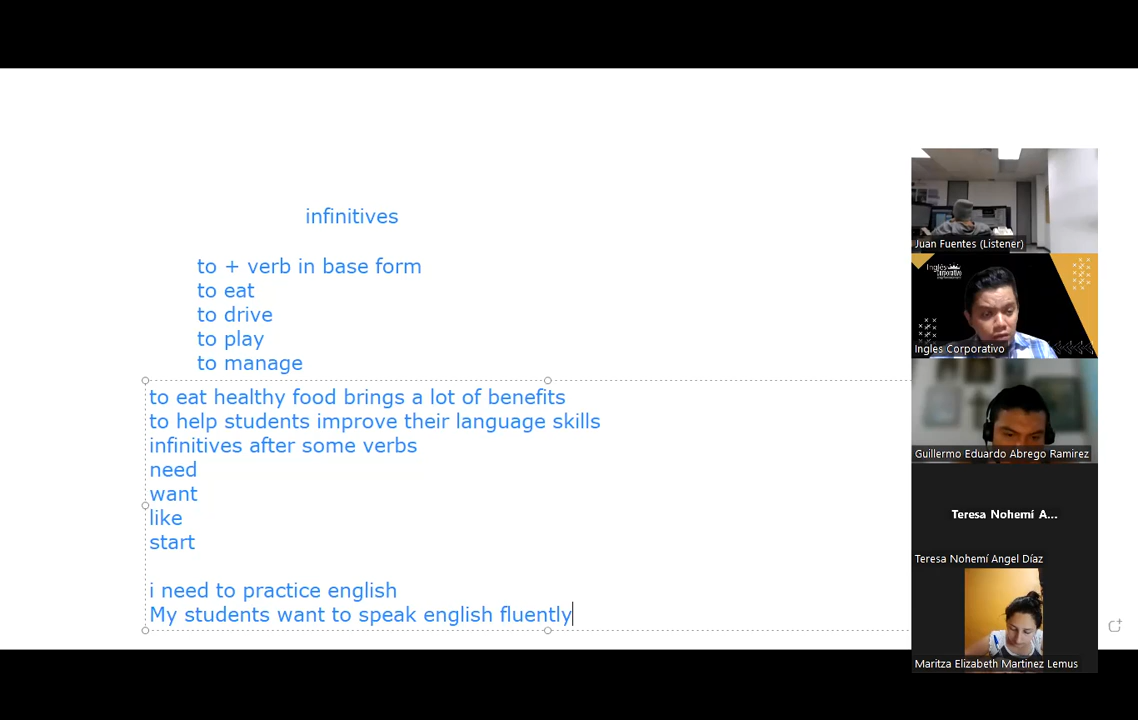 infinitives
to + verb in base form
to eat
to drive
to play
to manage
to eat healthy food brings a lot of benefits
to help students improve their language skills
infinitives after some verbs
need
want
like
start
i need to practice english
My students want to speak english fluently
Juan Fuentes (Listener)
Inglés
Corporativo
Ingles Corporativo
Guillermo Eduardo Abrego Ramirez
Teresa Nohemí A...
Teresa Nohemí Angel Díaz
Maritza Elizabeth Martinez Lemus